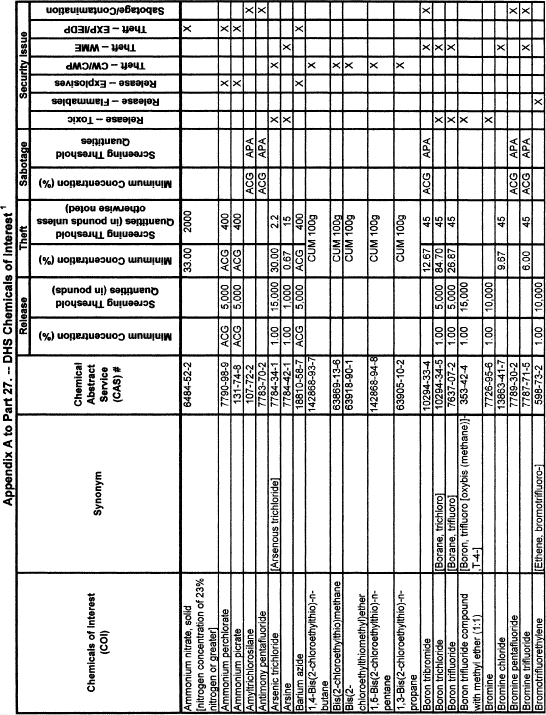 Appendix A to Part 27. -- DHS Chemicals of Interest 1
Chemicals of Interest (COI) | Synonym | Chemical Abstract Service (CAS) # | Release | Theft | Sabotage | Security Issue
Minimum Concentration (%) | Screening Threshold Quantities (in pounds) | Minimum Concentration (%) | Screening Threshold Quantities (in pounds unless otherwise noted) | Minimum Concentration (%) | Screening Threshold Quantities | Release – Toxic | Release – Flammables | Release – Explosives | Theft – CW/CWP | Theft – WME | Theft – EXP/IEDP | Sabotage/Contamination
Ammonium nitrate, solid [nitrogen concentration of 23% nitrogen or greater] | | 6484-52-2 | | | 33.00 | 2000 | | | | | | | | X |
Ammonium perchlorate | | 7790-98-9 | ACG | 5,000 | ACG | 400 | | | | | X | | | X |
Ammonium picrate | | 131-74-8 | ACG | 5,000 | ACG | 400 | | | | | X | | | X |
Amyltrichlorosilane | | 107-72-2 | | | | | ACG | APA | | | | | | | X
Antimony pentafluoride | | 7783-70-2 | | | | | ACG | APA | | | | | | | X
Arsenic trichloride | [Arsenous trichloride] | 7784-34-1 | 1.00 | 15,000 | 30.00 | 2.2 | | | X | | | X | | |
Arsine | | 7784-42-1 | 1.00 | 1,000 | 0.67 | 15 | | | X | | | | X | |
Barium azide | | 18810-58-7 | ACG | 5,000 | ACG | 400 | | | | | X | | | X |
1,4-Bis(2-chloroethylthio)-n-butane | | 142868-93-7 | | | CUM 100g | | | | | | X | | |
Bis(2-chloroethylthio)methane | | 63869-13-6 | | | CUM 100g | | | | | | X | | |
Bis(2-chloroethylthiomethyl)ether | | 63918-90-1 | | | CUM 100g | | | | | | X | | |
1,5-Bis(2-chloroethylthio)-n-pentane | | 142868-94-8 | | | CUM 100g | | | | | | X | | |
1,3-Bis(2-chloroethylthio)-n-propane | | 63905-10-2 | | | CUM 100g | | | | | | X | | |
Boron tribromide | | 10294-33-4 | | | 12.67 | 45 | ACG | APA | | | | | X | | X
Boron trichloride | [Borane, trichloro] | 10294-34-5 | 1.00 | 5,000 | 84.70 | 45 | | | X | | | | X | |
Boron trifluoride | [Borane, trifluoro] | 7637-07-2 | 1.00 | 5,000 | 26.87 | 45 | | | X | | | | X | |
Boron trifluoride compound with methyl ether (1:1) | [Boron, trifluoro [oxybis (methane)]- ,T-4-] | 353-42-4 | 1.00 | 15,000 | | | | | X | | | | | |
Bromine | | 7726-95-6 | 1.00 | 10,000 | | | | | X | | | | | |
Bromine chloride | | 13863-41-7 | | | 9.67 | 45 | | | | | | | X | |
Bromine pentafluoride | | 7789-30-2 | | | | | ACG | APA | | | | | | | X
Bromine trifluoride | | 7787-71-5 | | | 6.00 | 45 | ACG | APA | | | | | X | | X
Bromotrifluorethylene | [Ethene, bromotrifluoro-] | 598-73-2 | 1.00 | 10,000 | | | | | | X | | | | |